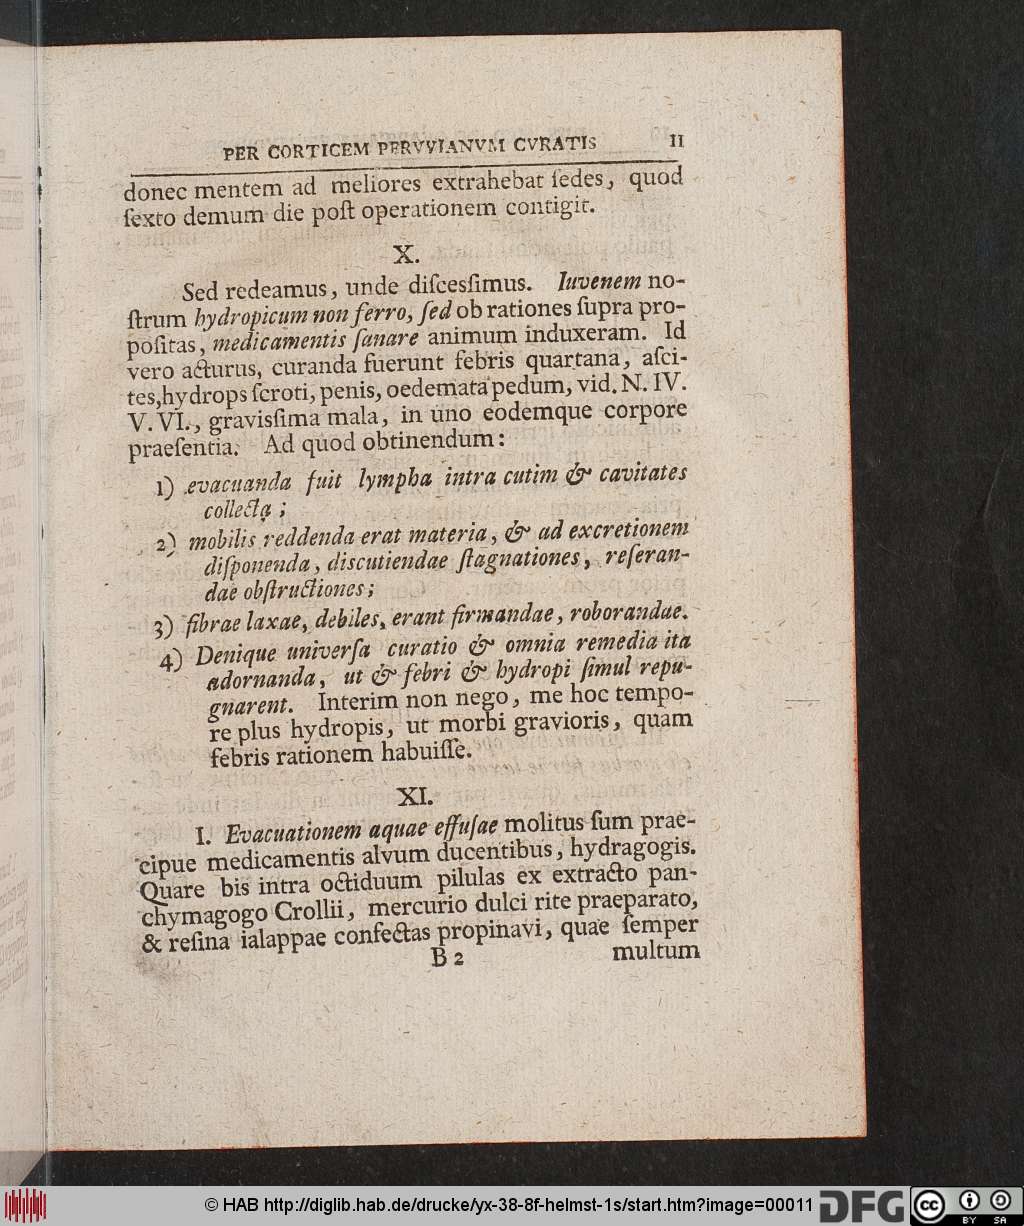 PER CORTICEM PERVVIANVM CVRATIS 11
donec mentem ad meliores extrahebat ſedes, quod
ſexto demum die poſt operationem contigit.
X.
Sed redeamus, unde diſcesſimus. Iuvenem no-
ſtrum hydropicum non ferro, ſed ob rationes ſupra pro-
poſitas, medicamentis ſanare animum induxeram. Id
vero acturus, curanda fuerunt febris quartana, aſci-
tes, hydrops ſcroti, penis, oedemata pedum, vid. N. IV.
V. VI., gravisſima mala, in uno eodemque corpore
praeſentia. Ad quod obtinendum:
1) evacuanda fuit lympha intra cutim & cavitates
collecta;
2) mobilis reddenda erat materia, & ad excretionem
diſponenda, discutiendae ſtagnationes, reſeran-
dae obſtructiones;
3) fibrae laxae, debiles, erant firmandae, roborandae.
4) Denique univerſa curatio & omnia remedia ita
adornanda, ut & febri & hydropi ſimul repu-
gnarent. Interim non nego, me hoc tempo-
re plus hydropis, ut morbi gravioris, quam
febris rationem habuiſſe.
XI.
I. Evacuationem aquae effuſae molitus ſum prae-
cipue medicamentis alvum ducentibus, hydragogis.
Quare bis intra octiduum pilulas ex extracto pan-
chymagogo Crollii, mercurio dulci rite praeparato,
& reſina ialappae confectas propinavi, quae ſemper
B 2 multum
© HAB http://diglib.hab.de/drucke/yx-38-8f-helmst-1s/start.htm?image=00011 DFG cc BY SA